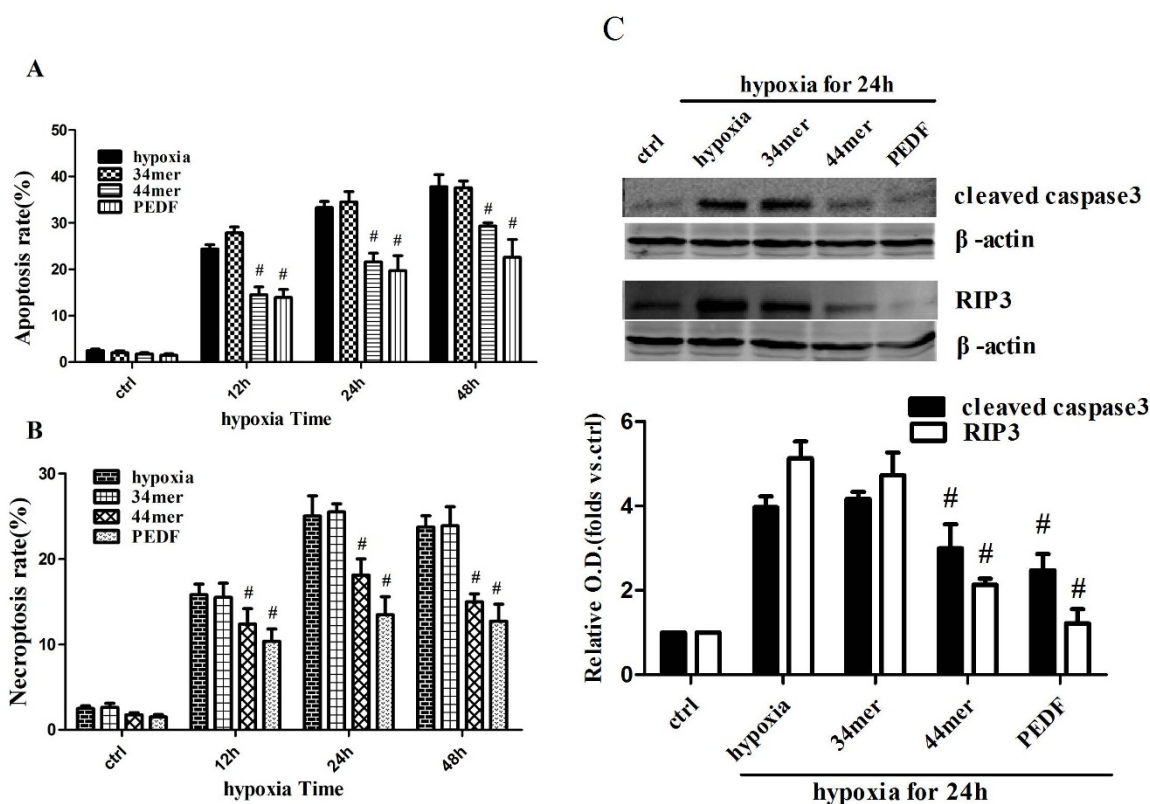 A
Apoptosis rate(%)
50
40
30
20
10
0
hypoxia
34mer
44mer
PEDF
# #
# #
#
#
ctrl
12h
24h
48h
hypoxia Time
B
Necroptosis rate(%)
30
20
10
0
hypoxia
34mer
44mer
PEDF
#
#
#
#
#
#
ctrl
12h
24h
48h
hypoxia Time
C
hypoxia for 24h
ctrl
hypoxia
34mer
44mer
PEDF
cleaved caspase3
β -actin
RIP3
β -actin
Relative O.D.(folds vs.ctrl)
6
4
2
0
cleaved caspase3
RIP3
#
#
#
#
ctrl
hypoxia
34mer
44mer
PEDF
hypoxia for 24h